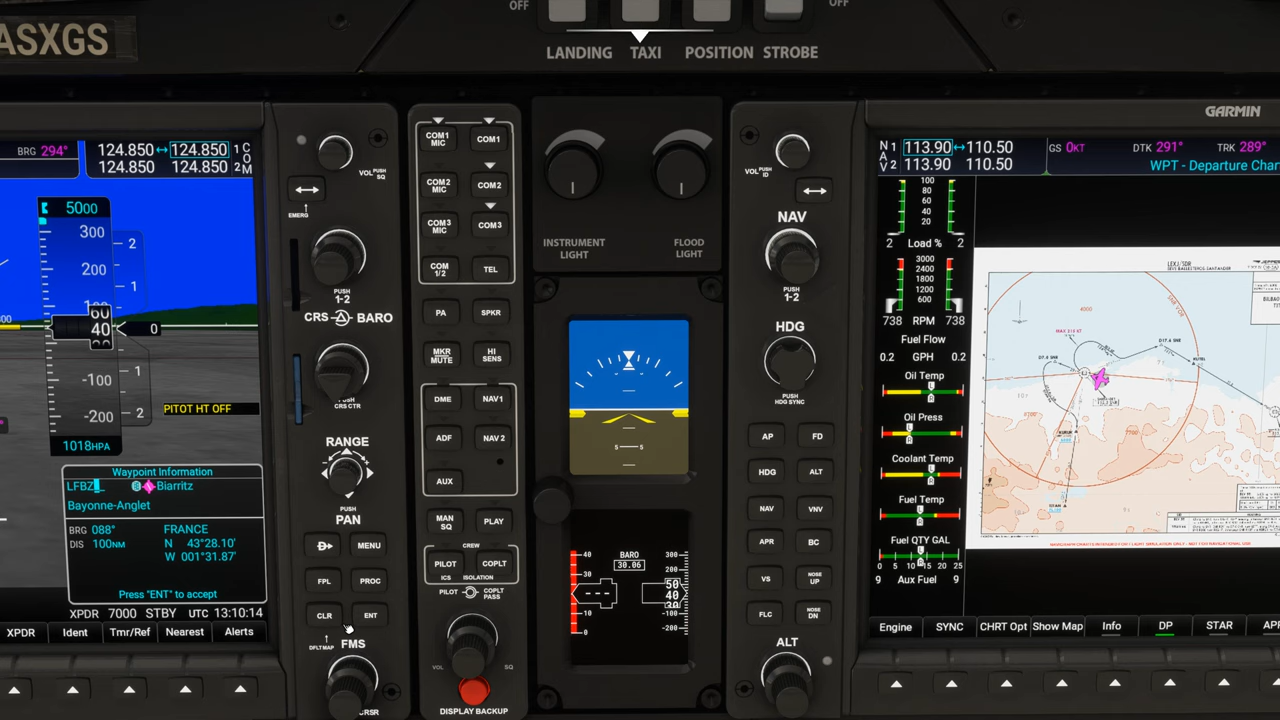 OFF
OFF
ASXGS
LANDING TAXI POSITION STROBE
GARMIN
BRG 294°
124.850 ↔ 124.850 1 C
O
124.850 124.850 2 M
VOL PUSH SQ
EMERG
PUSH
1-2
CRS BARO
PUSH
CRS CTR
RANGE
PUSH
PAN
MENU
FPL PROC
CLR ENT
DFLT MAP FMS
CRSR
5000
300
200
100
60
40
-100
-200
1018HPA
2
1
0
1
2
PITOT HT OFF
Waypoint Information
LFBZ Biarritz
Bayonne-Anglet
BRG 088° FRANCE
DIS 100NM N 43°28.10'
W 001°31.87'
Press "ENT" to accept
XPDR 7000 STBY UTC 13:10:14
XPDR Ident Tmr/Ref Nearest Alerts
COM1 MIC COM1
COM2 MIC COM2
COM3 MIC COM3
COM 1/2 TEL
PA SPKR
MKR MUTE HI SENS
DME NAV1
ADF NAV 2
AUX
MAN SQ PLAY
CREW
PILOT COPLT
ICS ISOLATION
PILOT COPLT PASS
VOL SQ
DISPLAY BACKUP
INSTRUMENT LIGHT
FLOOD LIGHT
S S
BARO
30.06
40
30
---
10
0
300
50
40
30
-200
VOL PUSH ID
NAV
PUSH
1-2
HDG
PUSH
HDG SYNC
AP FD
HDG ALT
NAV VNV
APR BC
VS NOSE UP
FLC NOSE DN
ALT
N 1 113.90 ↔ 110.50 GS 0KT DTK 291° TRK 289°
A
V 2 113.90 110.50 WPT - Departure Char
100
80
60
40
20
2 Load % 2
3000
2400
1800
1200
600
738 RPM 738
Fuel Flow
0.2 GPH 0.2
Oil Temp
Oil Press
Coolant Temp
Fuel Temp
Fuel QTY GAL
0 5 10 15 20 25
9 Aux Fuel 9
LEXJ/SDR
Engine SYNC CHRT Opt Show Map Info DP STAR